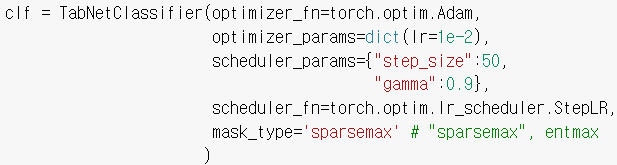 clf = TabNetClassifier(optimizer_fn=torch.optim.Adam,
optimizer_params=dict(lr=1e-2),
scheduler_params={"step_size":50,
"gamma":0.9},
scheduler_fn=torch.optim.lr_scheduler.StepLR,
mask_type='sparsemax' # "sparsemax", entmax
)